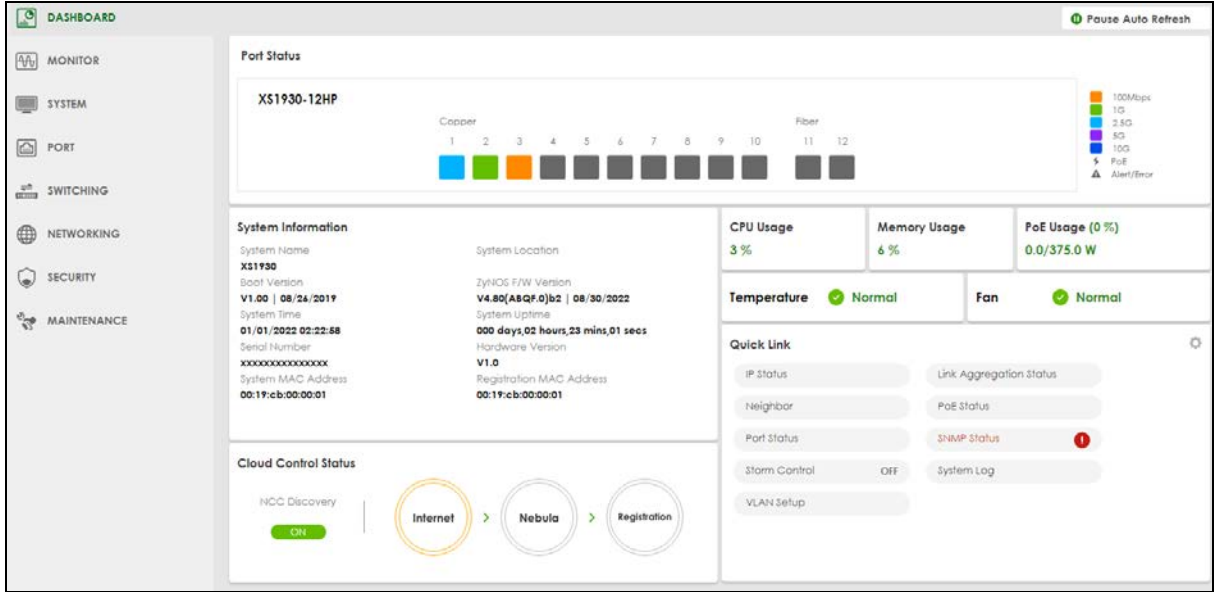 DASHBOARD
Pause Auto Refresh
MONITOR
SYSTEM
PORT
SWITCHING
NETWORKING
SECURITY
MAINTENANCE
Port Status
XS1930-12HP
Copper Fiber
1 2 3 4 5 6 7 8 9 10 11 12
100Mbps
1G
2.5G
5G
10G
PoE
Alert/Error
System Information
System Name System Location
XS1930
Boot Version ZyNOS F/W Version
V1.00 | 08/26/2019 V4.80(ABQF.0)b2 | 08/30/2022
System Time System Uptime
01/01/2022 02:22:58 000 days,02 hours,23 mins,01 secs
Serial Number Hardware Version
xxxxxxxxxxxxxxx V1.0
System MAC Address Registration MAC Address
00:19:cb:00:00:01 00:19:cb:00:00:01
Cloud Control Status
NCC Discovery
ON
Internet > Nebula > Registration
CPU Usage Memory Usage PoE Usage (0 %)
3 % 6 % 0.0/375.0 W
Temperature Normal Fan Normal
Quick Link
IP Status Link Aggregation Status
Neighbor PoE Status
Port Status SNMP Status
Storm Control OFF System Log
VLAN Setup